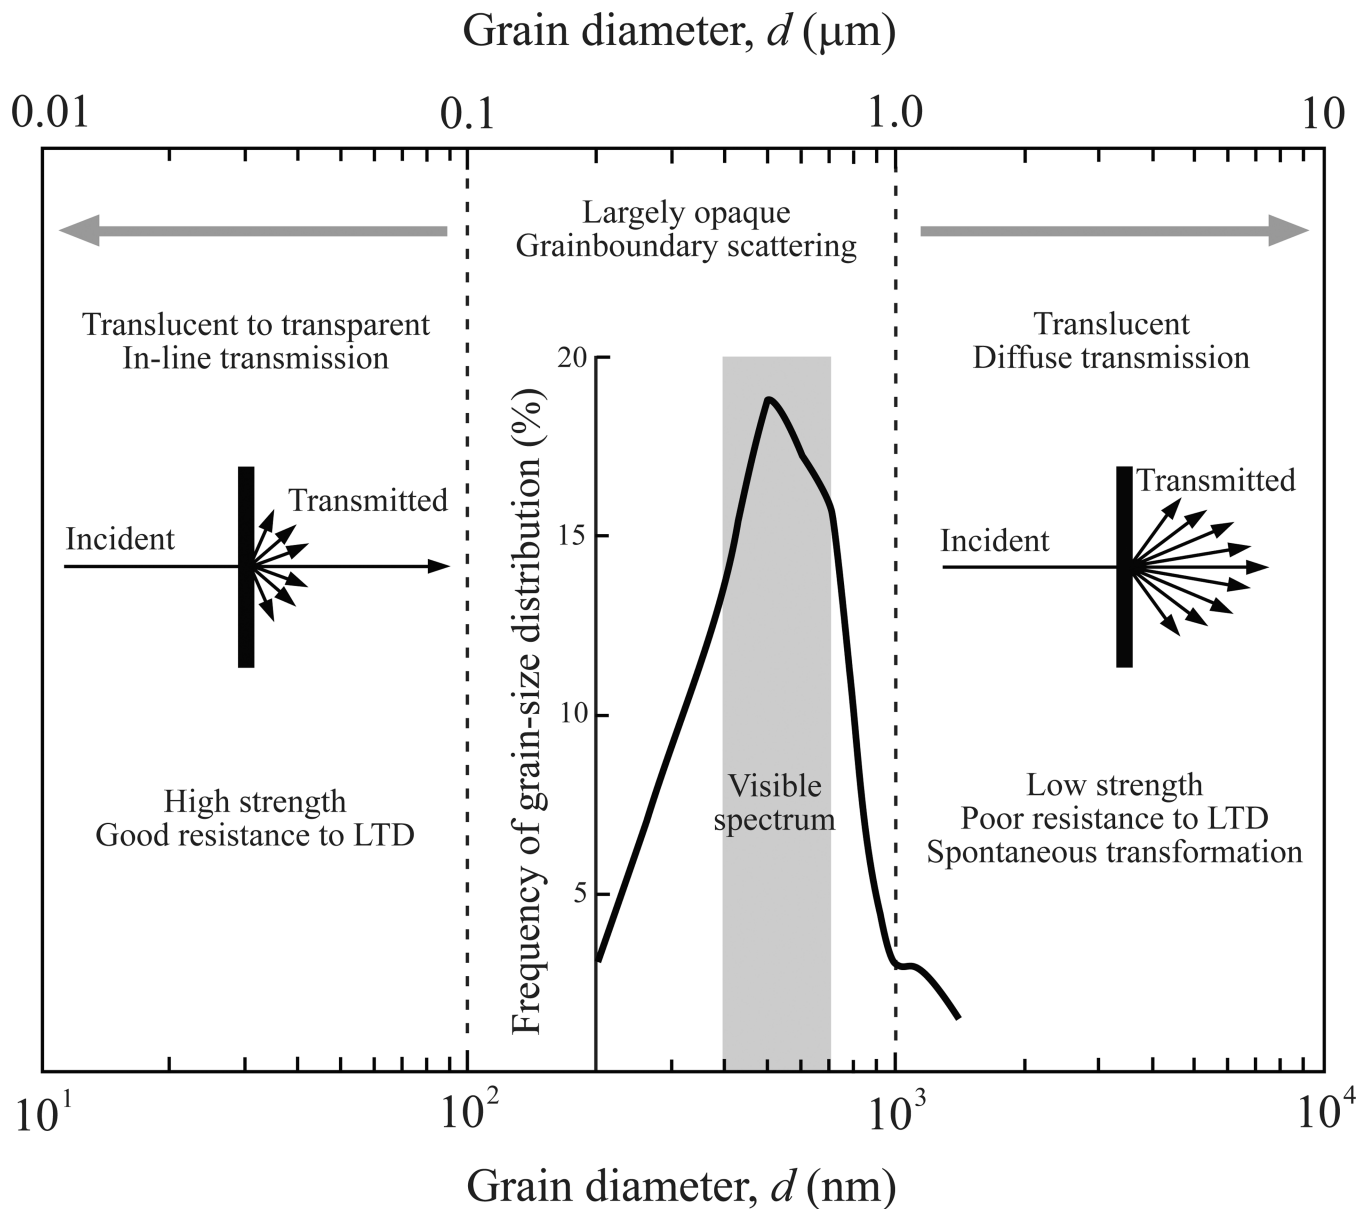 Grain diameter, d (μm)
0.01 0.1 1.0 10
Largely opaque
Grainboundary scattering
Translucent to transparent
In-line transmission
Translucent
Diffuse transmission
20
15
10
5
Frequency of grain-size distribution (%)
Incident
Transmitted
Incident
Transmitted
Visible
spectrum
High strength
Good resistance to LTD
Low strength
Poor resistance to LTD
Spontaneous transformation
10¹ 10² 10³ 10⁴
Grain diameter, d (nm)